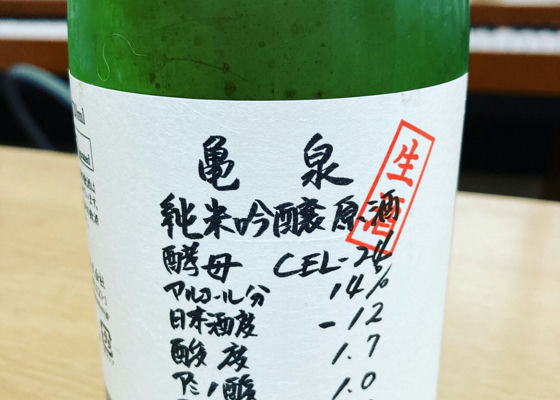 亀泉
生酒
純米吟醸原酒
酵母 CEL-24
アルコール分 14%
日本酒度 -12
酸度 1.7
アミノ酸 1.0